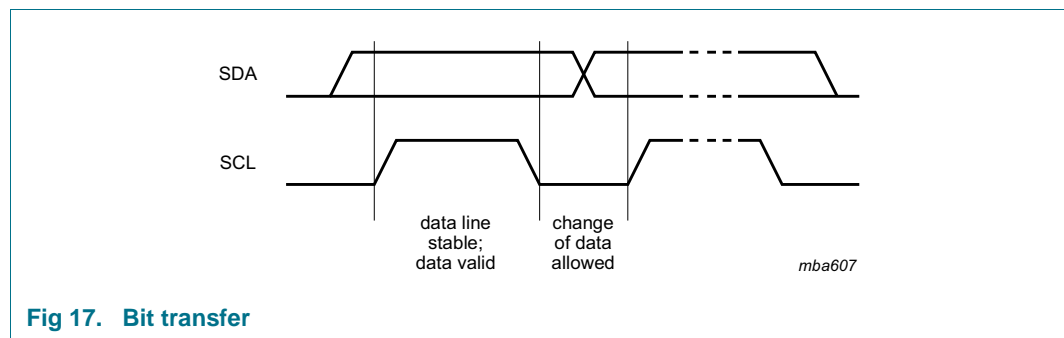 SDA
SCL
data line
stable;
data valid
change
of data
allowed
mba607
Fig 17. Bit transfer